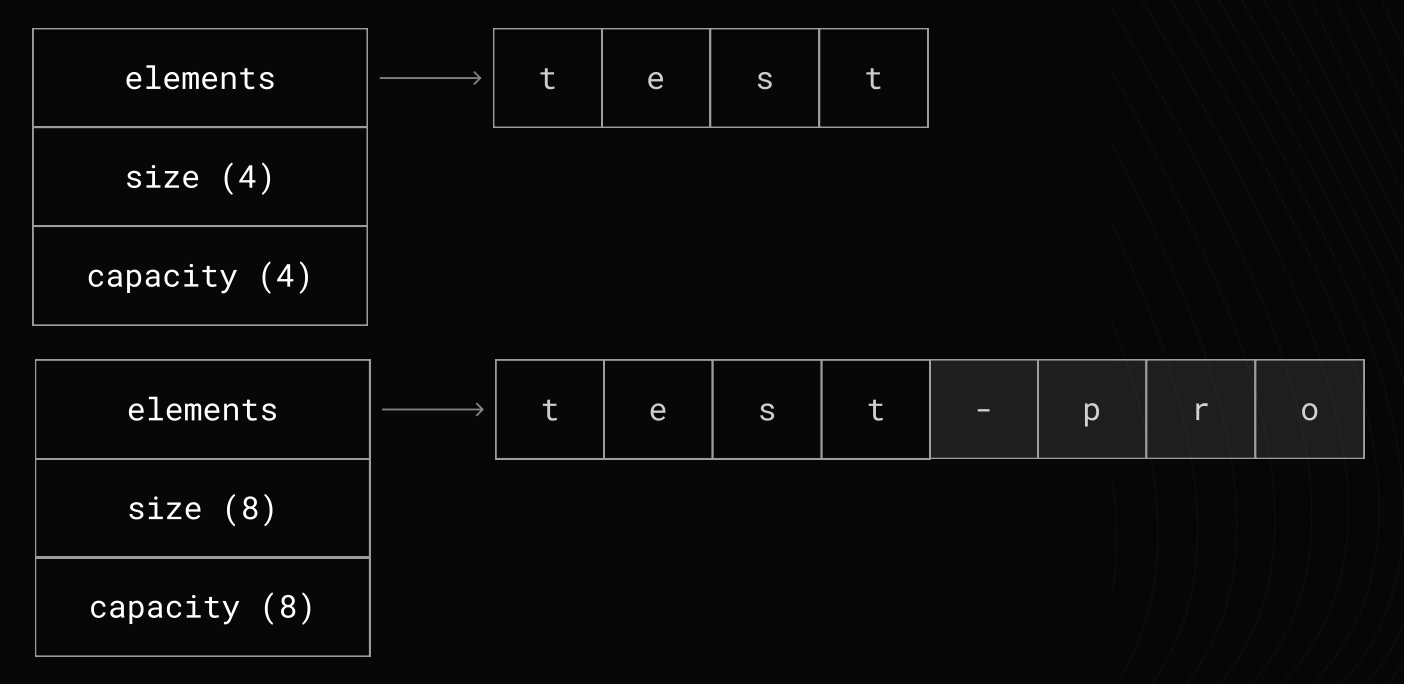 elements
t e s t
size (4)
capacity (4)
elements
t e s t - p r o
size (8)
capacity (8)